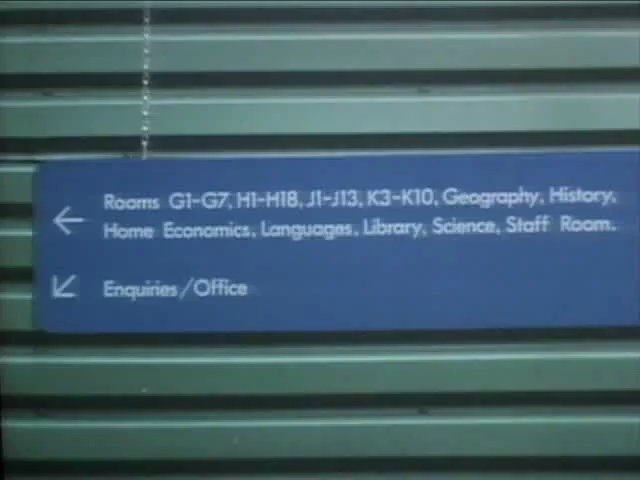 Rooms G1-G7, H1-H18, J1-J13, K3-K10, Geography, History,
Home Economics, Languages, Library, Science, Staff Room.
Enquiries/Office